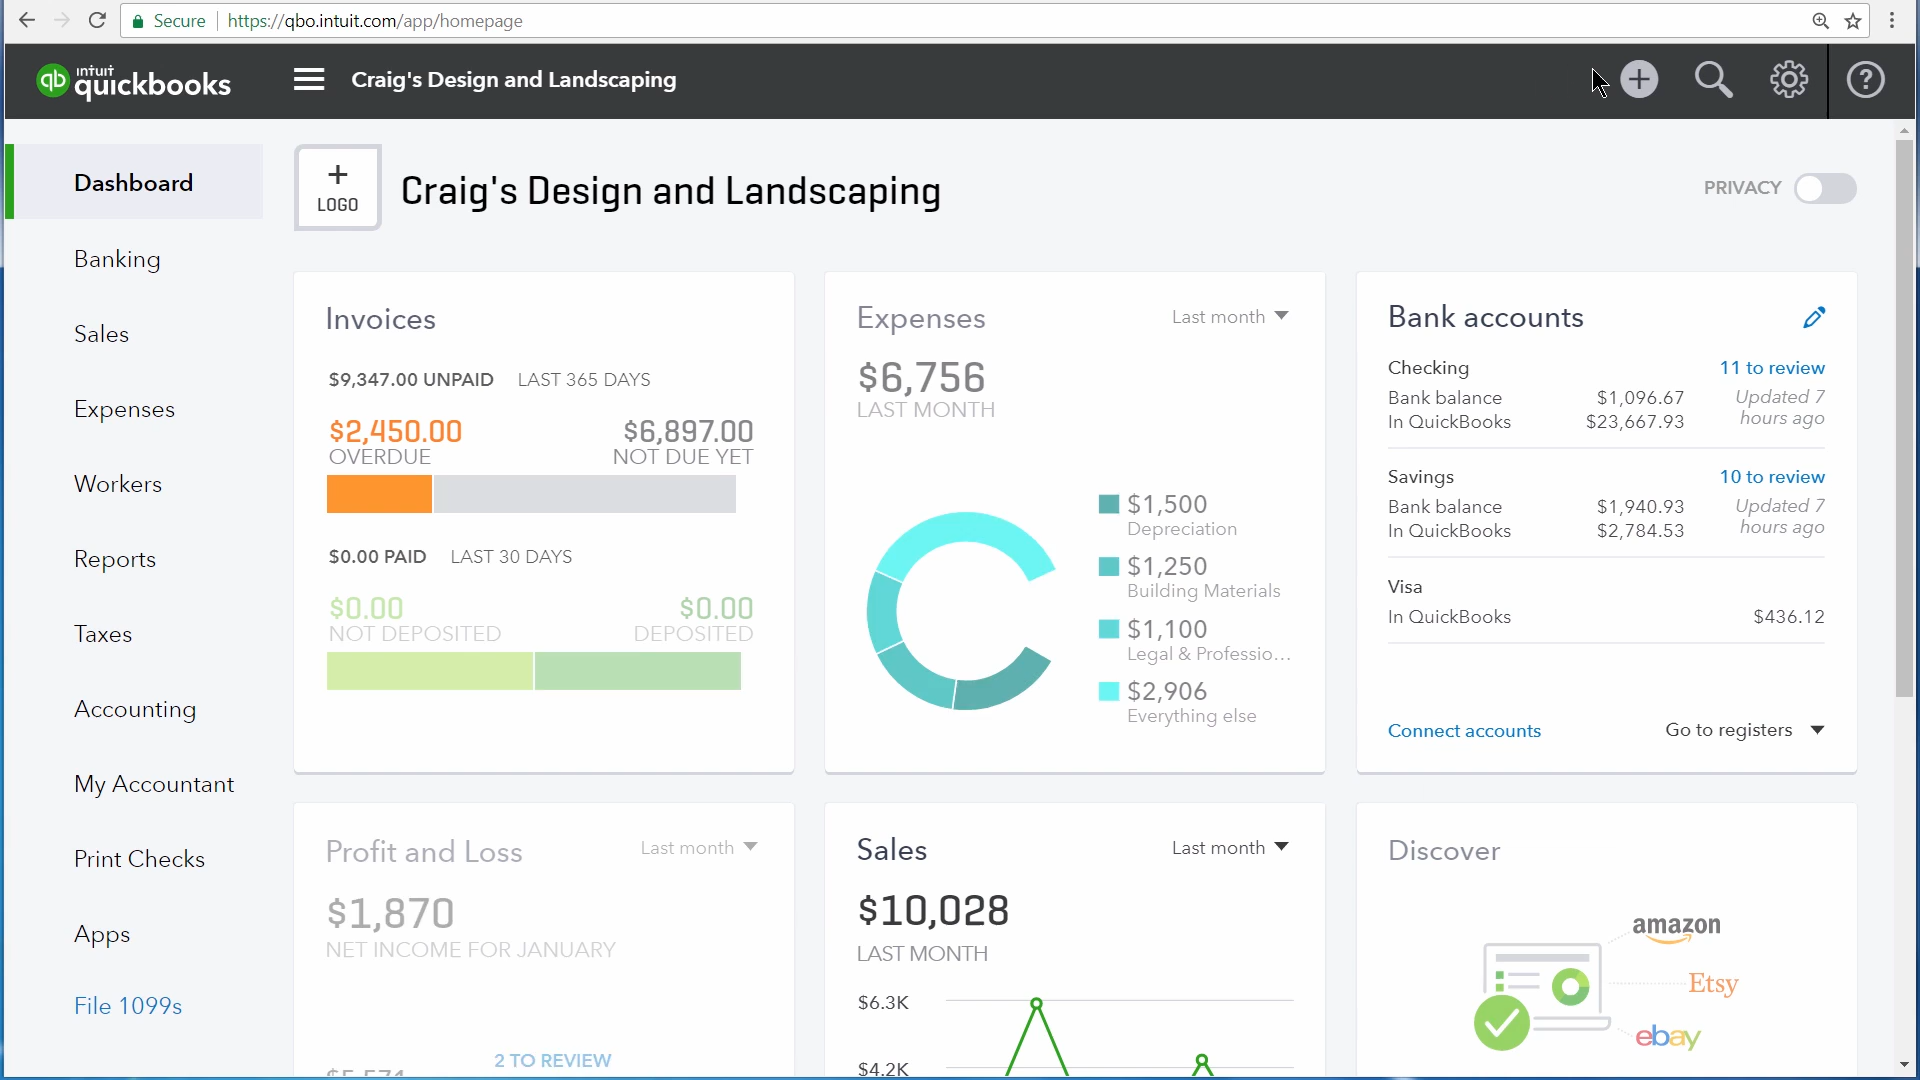 Secure https://qbo.intuit.com/app/homepage
qb intuit quickbooks
Craig's Design and Landscaping
Dashboard
Banking
Sales
Expenses
Workers
Reports
Taxes
Accounting
My Accountant
Print Checks
Apps
File 1099s
+ LOGO
Craig's Design and Landscaping
PRIVACY
Invoices
$9,347.00 UNPAID LAST 365 DAYS
$2,450.00 $6,897.00
OVERDUE NOT DUE YET
$0.00 PAID LAST 30 DAYS
$0.00 $0.00
NOT DEPOSITED DEPOSITED
Expenses Last month
$6,756
LAST MONTH
$1,500
Depreciation
$1,250
Building Materials
$1,100
Legal & Professio...
$2,906
Everything else
Bank accounts
Checking 11 to review
Bank balance $1,096.67 Updated 7
In QuickBooks $23,667.93 hours ago
Savings 10 to review
Bank balance $1,940.93 Updated 7
In QuickBooks $2,784.53 hours ago
Visa
In QuickBooks $436.12
Connect accounts Go to registers
Profit and Loss Last month
$1,870
NET INCOME FOR JANUARY
2 TO REVIEW
Sales Last month
$10,028
LAST MONTH
$6.3K
$4.2K
Discover
amazon
Etsy
ebay